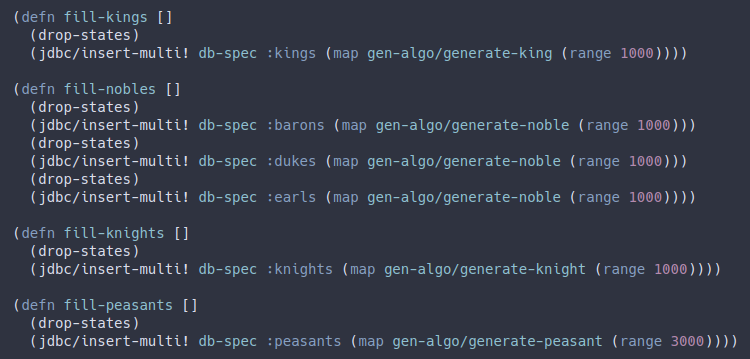 (defn fill-kings []
  (drop-states)
  (jdbc/insert-multi! db-spec :kings (map gen-algo/generate-king (range 1000))))

(defn fill-nobles []
  (drop-states)
  (jdbc/insert-multi! db-spec :barons (map gen-algo/generate-noble (range 1000)))
  (drop-states)
  (jdbc/insert-multi! db-spec :dukes (map gen-algo/generate-noble (range 1000)))
  (drop-states)
  (jdbc/insert-multi! db-spec :earls (map gen-algo/generate-noble (range 1000))))

(defn fill-knights []
  (drop-states)
  (jdbc/insert-multi! db-spec :knights (map gen-algo/generate-knight (range 1000))))

(defn fill-peasants []
  (drop-states)
  (jdbc/insert-multi! db-spec :peasants (map gen-algo/generate-peasant (range 3000))))